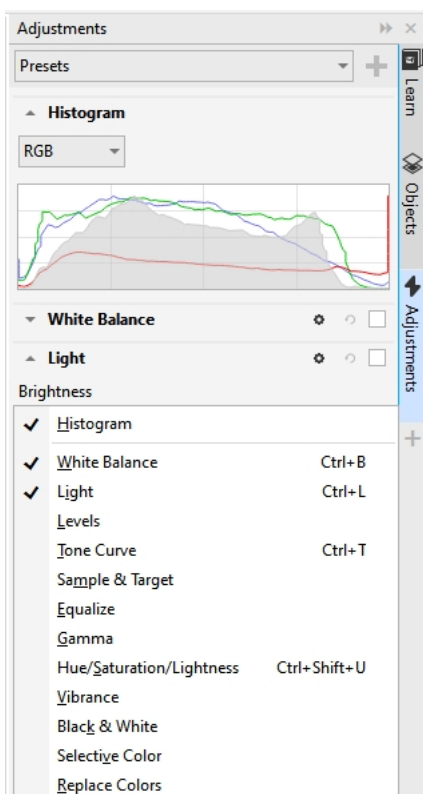 Adjustments
Presets
Histogram
RGB
White Balance
Light
Brightness
Histogram
White Balance Ctrl+B
Light Ctrl+L
Levels
Tone Curve Ctrl+T
Sample & Target
Equalize
Gamma
Hue/Saturation/Lightness Ctrl+Shift+U
Vibrance
Black & White
Selective Color
Replace Colors
Learn
Objects
Adjustments